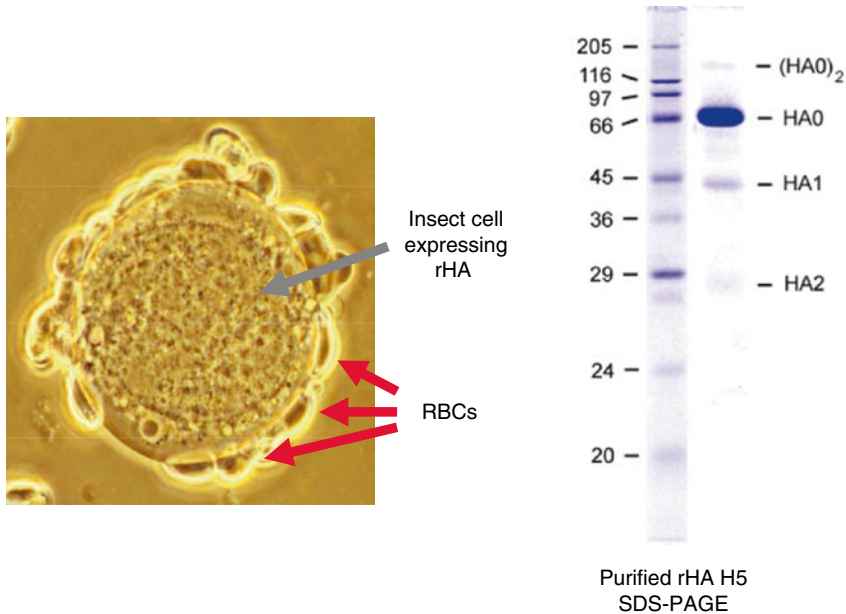 Insect cell
expressing
rHA
RBCs
205
116
97
66
45
36
29
24
20
(HA0)2
HA0
HA1
HA2
Purified rHA H5
SDS-PAGE